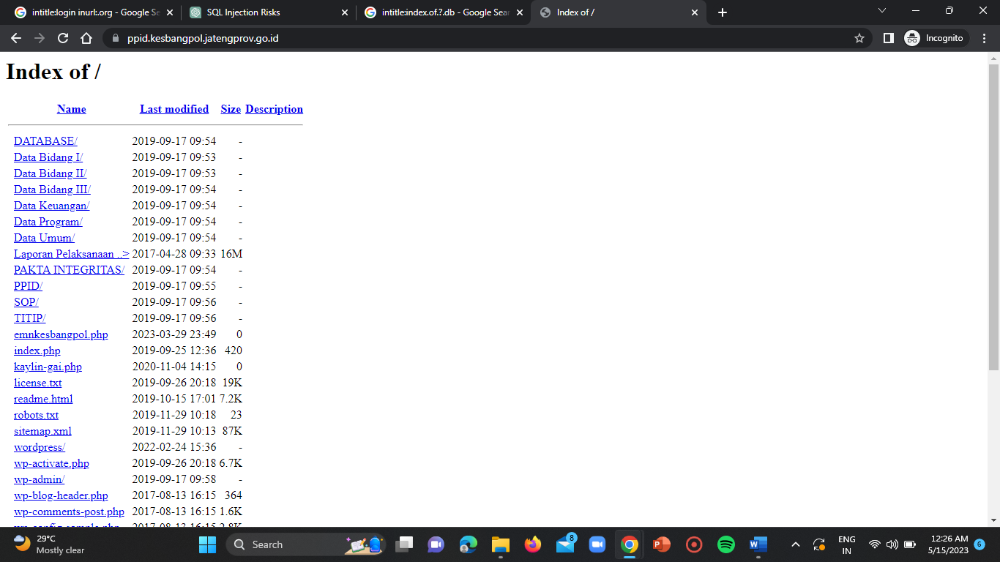 intitle:login inurl:.org - Google Se
SQL Injection Risks
intitle:index.of.?.db - Google Sear
Index of /
ppid.kesbangpol.jatengprov.go.id
Incognito
Index of /
Name Last modified Size Description
DATABASE/ 2019-09-17 09:54 -
Data Bidang I/ 2019-09-17 09:53 -
Data Bidang II/ 2019-09-17 09:53 -
Data Bidang III/ 2019-09-17 09:54 -
Data Keuangan/ 2019-09-17 09:54 -
Data Program/ 2019-09-17 09:54 -
Data Umum/ 2019-09-17 09:54 -
Laporan Pelaksanaan ..> 2017-04-28 09:33 16M
PAKTA INTEGRITAS/ 2019-09-17 09:54 -
PPID/ 2019-09-17 09:55 -
SOP/ 2019-09-17 09:56 -
TITIP/ 2019-09-17 09:56 -
emnkesbangpol.php 2023-03-29 23:49 0
index.php 2019-09-25 12:36 420
kaylin-gai.php 2020-11-04 14:15 0
license.txt 2019-09-26 20:18 19K
readme.html 2019-10-15 17:01 7.2K
robots.txt 2019-11-29 10:18 23
sitemap.xml 2019-11-29 10:13 87K
wordpress/ 2022-02-24 15:36 -
wp-activate.php 2019-09-26 20:18 6.7K
wp-admin/ 2019-09-17 09:58 -
wp-blog-header.php 2017-08-13 16:15 364
wp-comments-post.php 2017-08-13 16:15 1.6K
wp-config-sample.php 2017-08-13 16:15 2.8K
29°C
Mostly clear
Search
8
ENG
IN
12:26 AM
5/15/2023
6